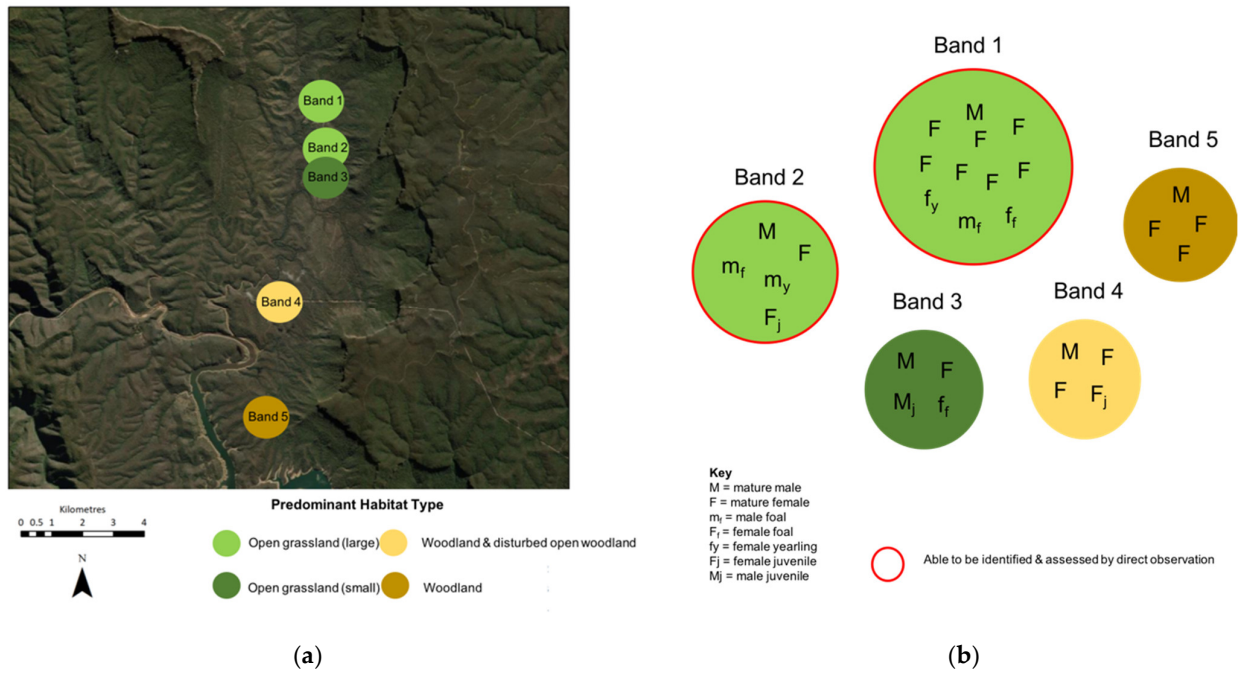 Band 1
Band 2
Band 3
Band 4
Band 5
Kilometres
0 0.5 1 2 3 4
N
Predominant Habitat Type
Open grassland (large)
Woodland & disturbed open woodland
Open grassland (small)
Woodland
(a)
Band 1
M
F F F
F F F F
fy mf ff
Band 2
M
F
mf my
Fj
Band 3
M F
Mj ff
Band 4
M F
F Fj
Band 5
M
F F
F
Key
M = mature male
F = mature female
mf = male foal
Ff = female foal
fy = female yearling
Fj = female juvenile
Mj = male juvenile
Able to be identified & assessed by direct observation
(b)